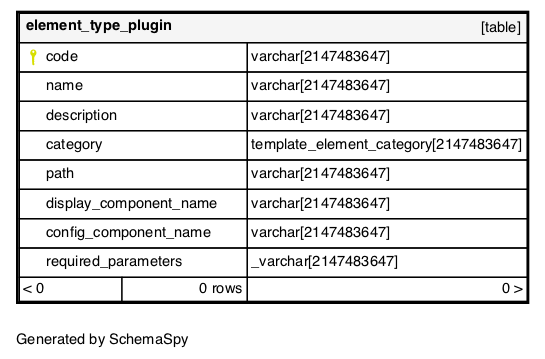 element_type_plugin [table]
code varchar[2147483647]
name varchar[2147483647]
description varchar[2147483647]
category template_element_category[2147483647]
path varchar[2147483647]
display_component_name varchar[2147483647]
config_component_name varchar[2147483647]
required_parameters _varchar[2147483647]
< 0 0 rows 0 >
Generated by SchemaSpy